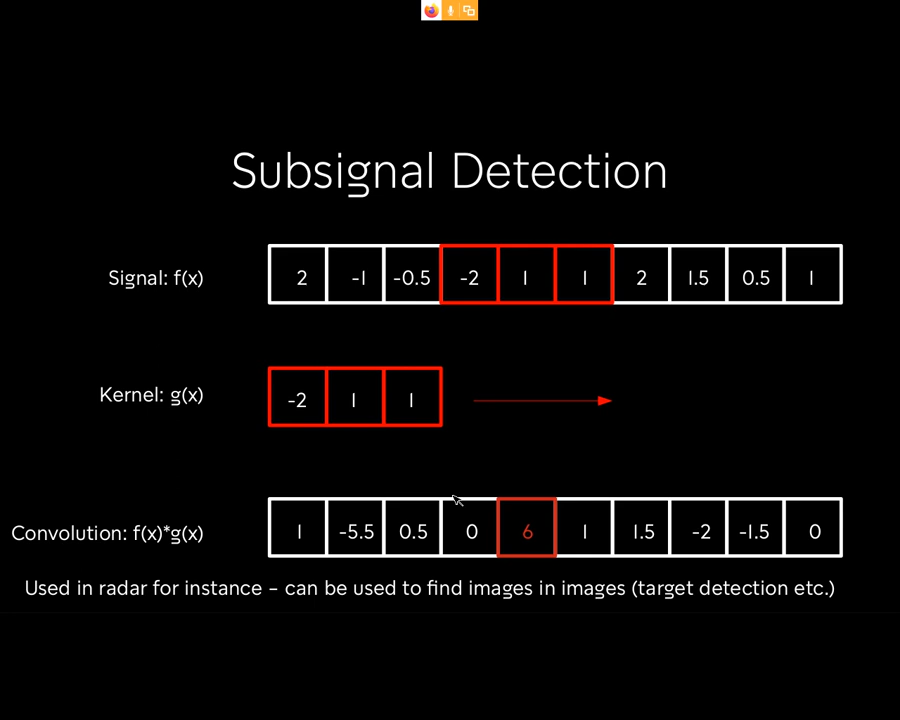 Subsignal Detection
Signal: f(x) 2 -1 -0.5 -2 1 1 2 1.5 0.5 1
Kernel: g(x) -2 1 1
Convolution: f(x)*g(x) 1 -5.5 0.5 0 6 1 1.5 -2 -1.5 0
Used in radar for instance – can be used to find images in images (target detection etc.)